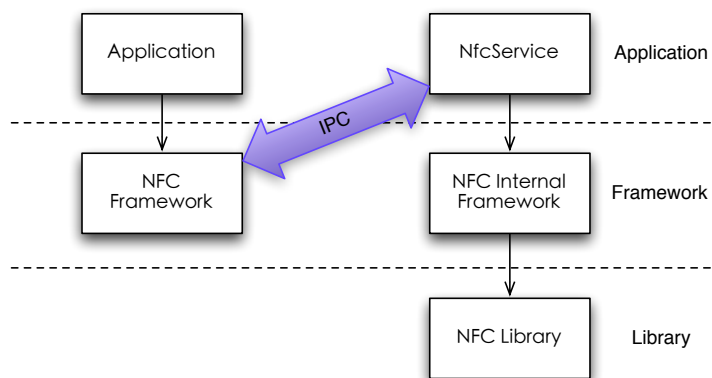 Application
NfcService
Application
IPC
NFC
Framework
NFC Internal
Framework
Framework
NFC Library
Library